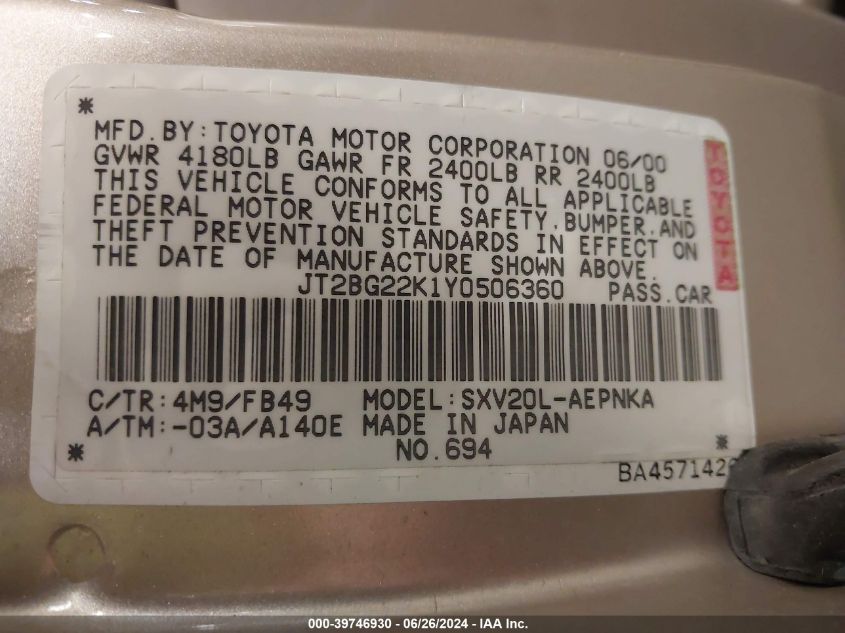 MFD.BY:TOYOTA MOTOR CORPORATION 06/00
GVWR 4180LB GAWR FR 2400LB RR 2400LB
THIS VEHICLE CONFORMS TO ALL APPLICABLE
FEDERAL MOTOR VEHICLE SAFETY,BUMPER,AND
THEFT PREVENTION STANDARDS IN EFFECT ON
THE DATE OF MANUFACTURE SHOWN ABOVE.
JT2BG22K1Y0506360 PASS.CAR
TOYOTA
C/TR:4M9/FB49 MODEL:SXV20L-AEPNKA
A/TM:-03A/A140E MADE IN JAPAN
NO.694
BA457142
000-39746930 - 06/26/2024 - IAA Inc.